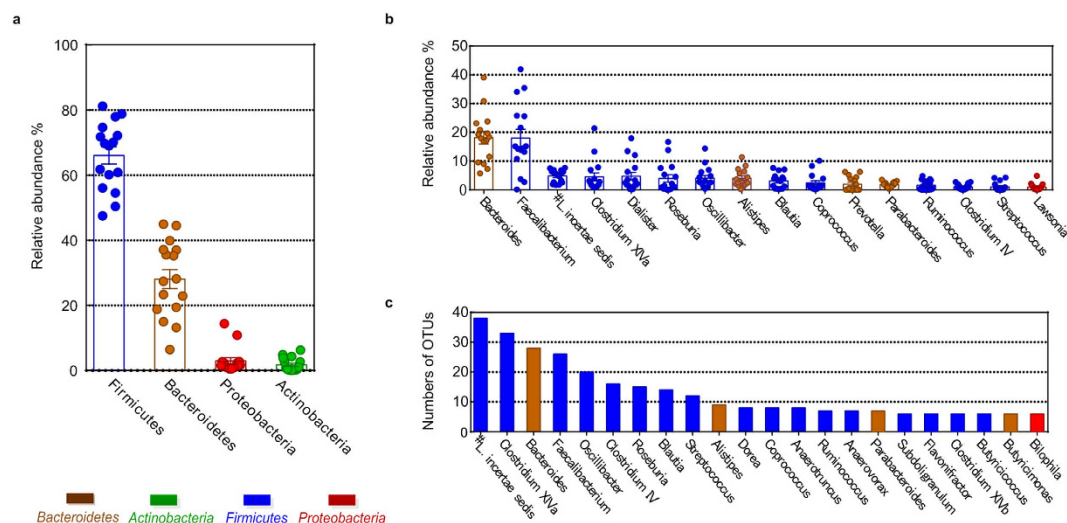 a
Relative abundance %
100
80
60
40
20
0
Firmicutes
Bacteroidetes
Proteobacteria
Actinobacteria
b
Relative abundance %
50
40
30
20
10
0
Bacteroides
Faecalibacterium
#L. incertae sedis
Clostridium XIVa
Dialister
Roseburia
Oscillibacter
Alistipes
Blautia
Coprococcus
Prevotella
Parabacteroides
Ruminococcus
Clostridium IV
Streptococcus
Lawsonia
c
Numbers of OTUs
40
30
20
10
0
#L. incertae sedis
Clostridium XIVa
Bacteroides
Faecalibacterium
Oscillibacter
Clostridium IV
Roseburia
Blautia
Streptococcus
Alistipes
Dorea
Coprococcus
Anaerotruncus
Ruminococcus
Anaerovorax
Parabacteroides
Subdoligranulum
Flavonifractor
Clostridium XIVb
Butyricicoccus
Butyricimonas
Bilophila
Bacteroidetes Actinobacteria Firmicutes Proteobacteria